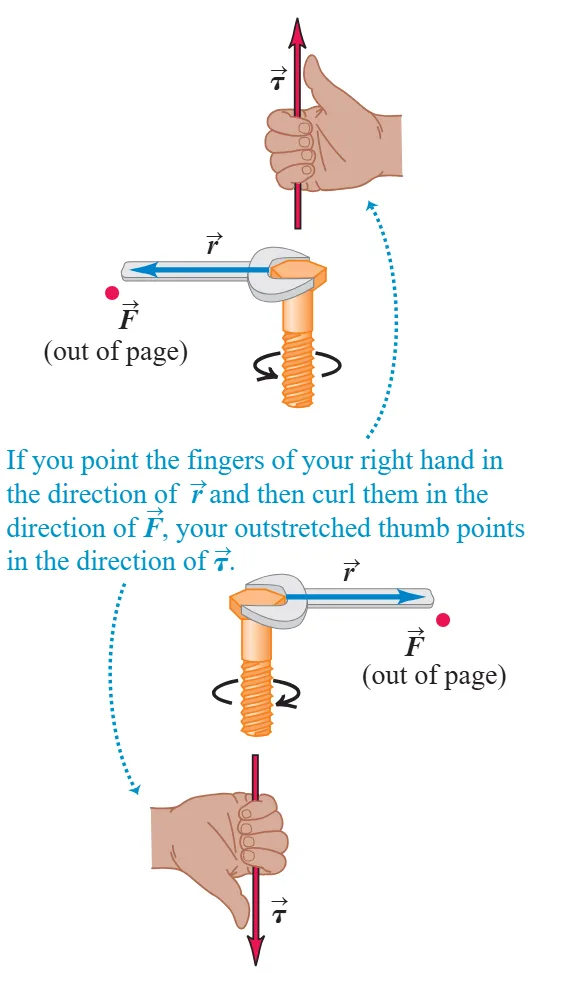 τ⃗
r⃗
F⃗
(out of page)
If you point the fingers of your right hand in
the direction of r⃗ and then curl them in the
direction of F⃗, your outstretched thumb points
in the direction of τ⃗.
r⃗
F⃗
(out of page)
τ⃗